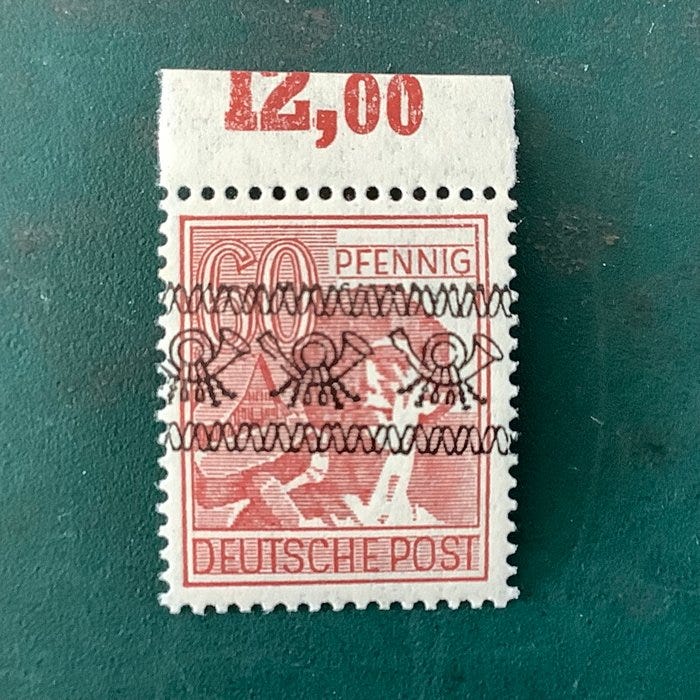 12,00
60 PFENNIG
DEUTSCHE POST